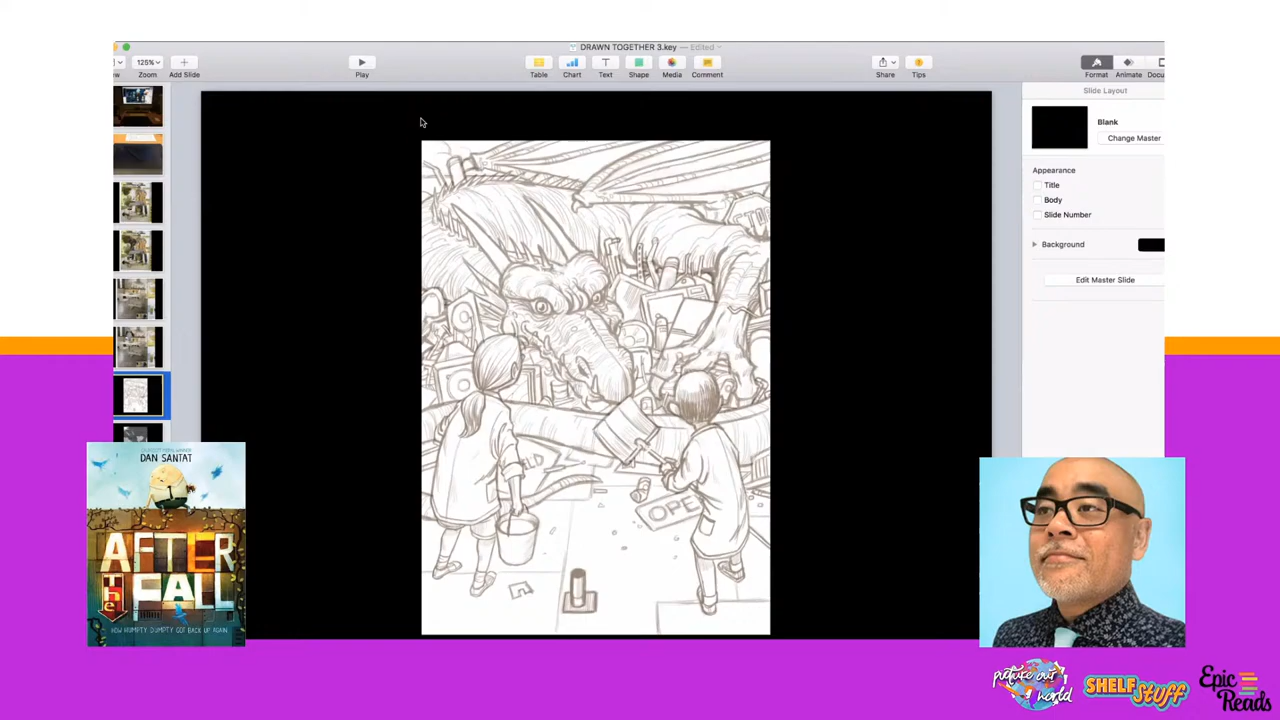 DRAWN TOGETHER 3.key — Edited
125%
Zoom
Add Slide
Play
Table
Chart
Text
Shape
Media
Comment
Share
Tips
Format
Animate
Docu
Slide Layout
Blank
Change Master
Appearance
Title
Body
Slide Number
Background
Edit Master Slide
OPE
DAN SANTAT
AFTER
the
FALL
HOW HUMPTY DUMPTY GOT BACK UP AGAIN
picture our
world
SHELF
STUFF
Epic
Reads